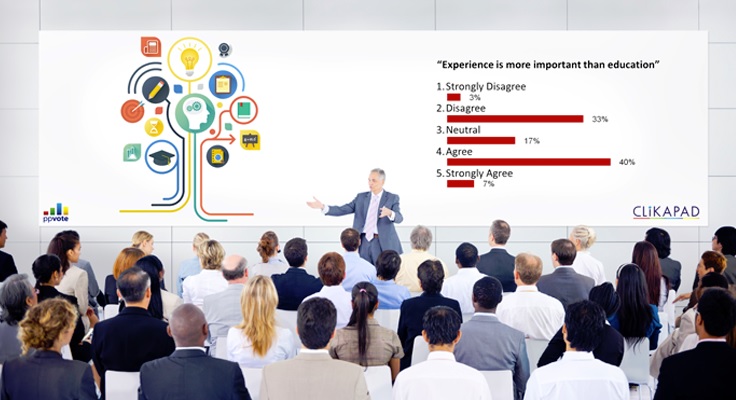 "Experience is more important than education"
1. Strongly Disagree
3%
2. Disagree
33%
3. Neutral
17%
4. Agree
40%
5. Strongly Agree
7%
ppvote
CLiKAPAD